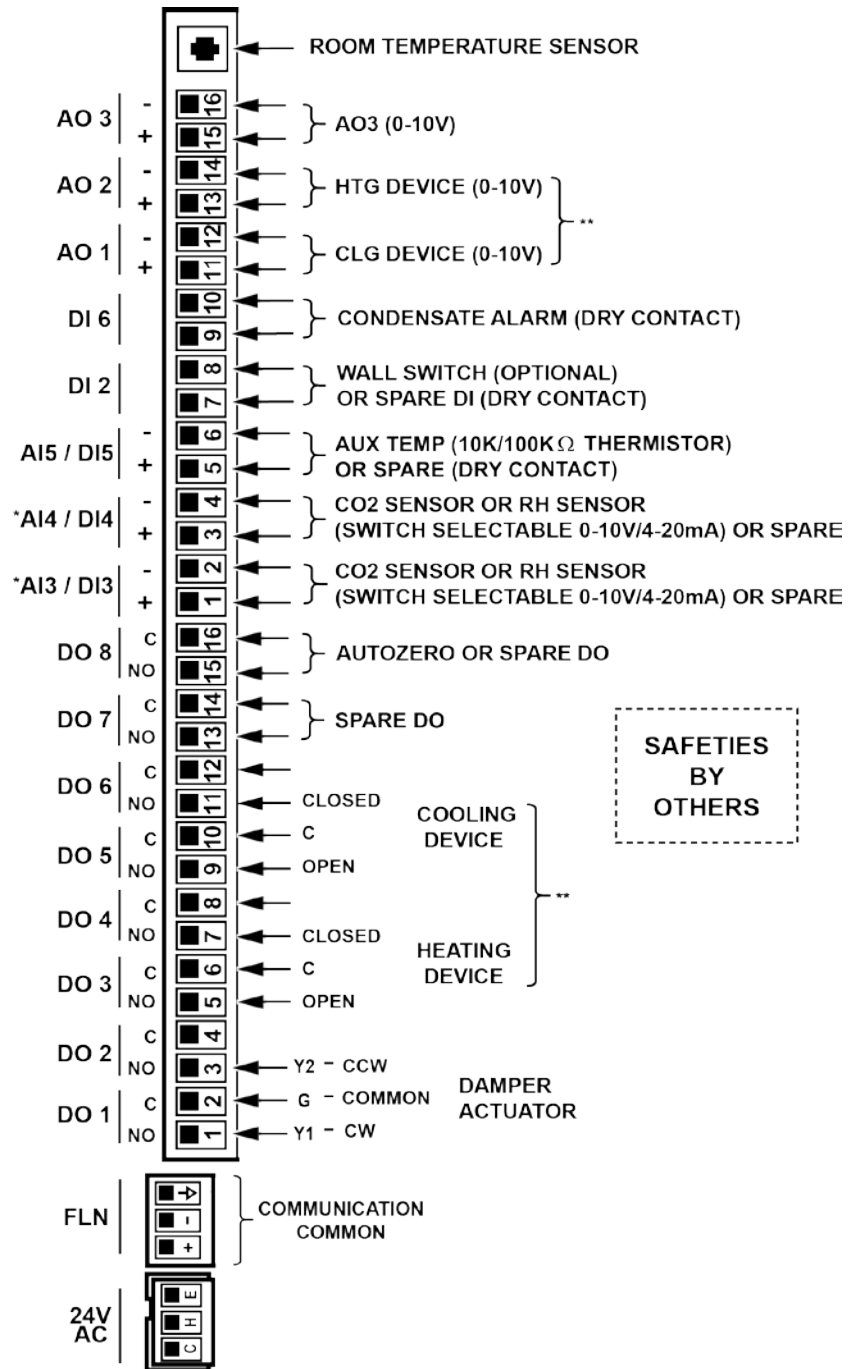 ROOM TEMPERATURE SENSOR
AO 3
-
16
+
15
AO3 (0-10V)
AO 2
-
14
+
13
HTG DEVICE (0-10V)
AO 1
-
12
+
11
CLG DEVICE (0-10V)
**
DI 6
10
9
CONDENSATE ALARM (DRY CONTACT)
DI 2
8
7
WALL SWITCH (OPTIONAL)
OR SPARE DI (DRY CONTACT)
AI5 / DI5
-
6
+
5
AUX TEMP (10K/100KΩ THERMISTOR)
OR SPARE (DRY CONTACT)
*AI4 / DI4
-
4
+
3
CO2 SENSOR OR RH SENSOR
(SWITCH SELECTABLE 0-10V/4-20mA) OR SPARE
*AI3 / DI3
-
2
+
1
CO2 SENSOR OR RH SENSOR
(SWITCH SELECTABLE 0-10V/4-20mA) OR SPARE
DO 8
C
16
NO
15
AUTOZERO OR SPARE DO
DO 7
C
14
NO
13
SPARE DO
DO 6
C
12
NO
11
CLOSED
DO 5
C
10
C
NO
9
OPEN
COOLING
DEVICE
DO 4
C
8
NO
7
CLOSED
DO 3
C
6
C
NO
5
OPEN
HEATING
DEVICE
**
SAFETIES
BY
OTHERS
DO 2
C
4
NO
3
Y2 - CCW
DO 1
C
2
G - COMMON
NO
1
Y1 - CW
DAMPER
ACTUATOR
FLN
-
+
COMMUNICATION
COMMON
24V
AC
E
H
C